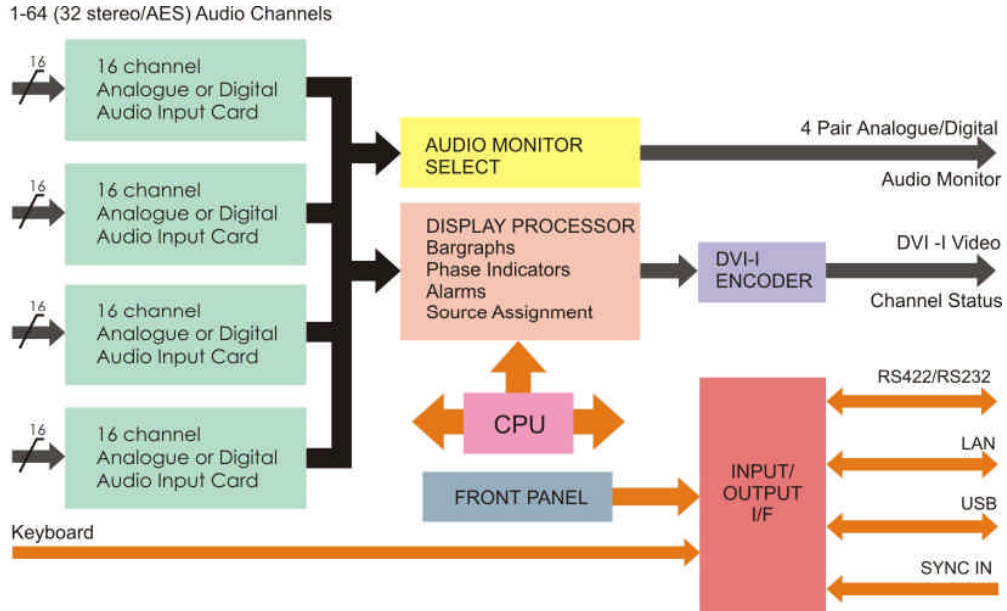 1-64 (32 stereo/AES) Audio Channels
16
16 channel
Analogue or Digital
Audio Input Card
16
16 channel
Analogue or Digital
Audio Input Card
16
16 channel
Analogue or Digital
Audio Input Card
16
16 channel
Analogue or Digital
Audio Input Card
AUDIO MONITOR
SELECT
4 Pair Analogue/Digital
Audio Monitor
DISPLAY PROCESSOR
Bargraphs
Phase Indicators
Alarms
Source Assignment
DVI-I
ENCODER
DVI -I Video
Channel Status
CPU
FRONT PANEL
Keyboard
INPUT/
OUTPUT
I/F
RS422/RS232
LAN
USB
SYNC IN